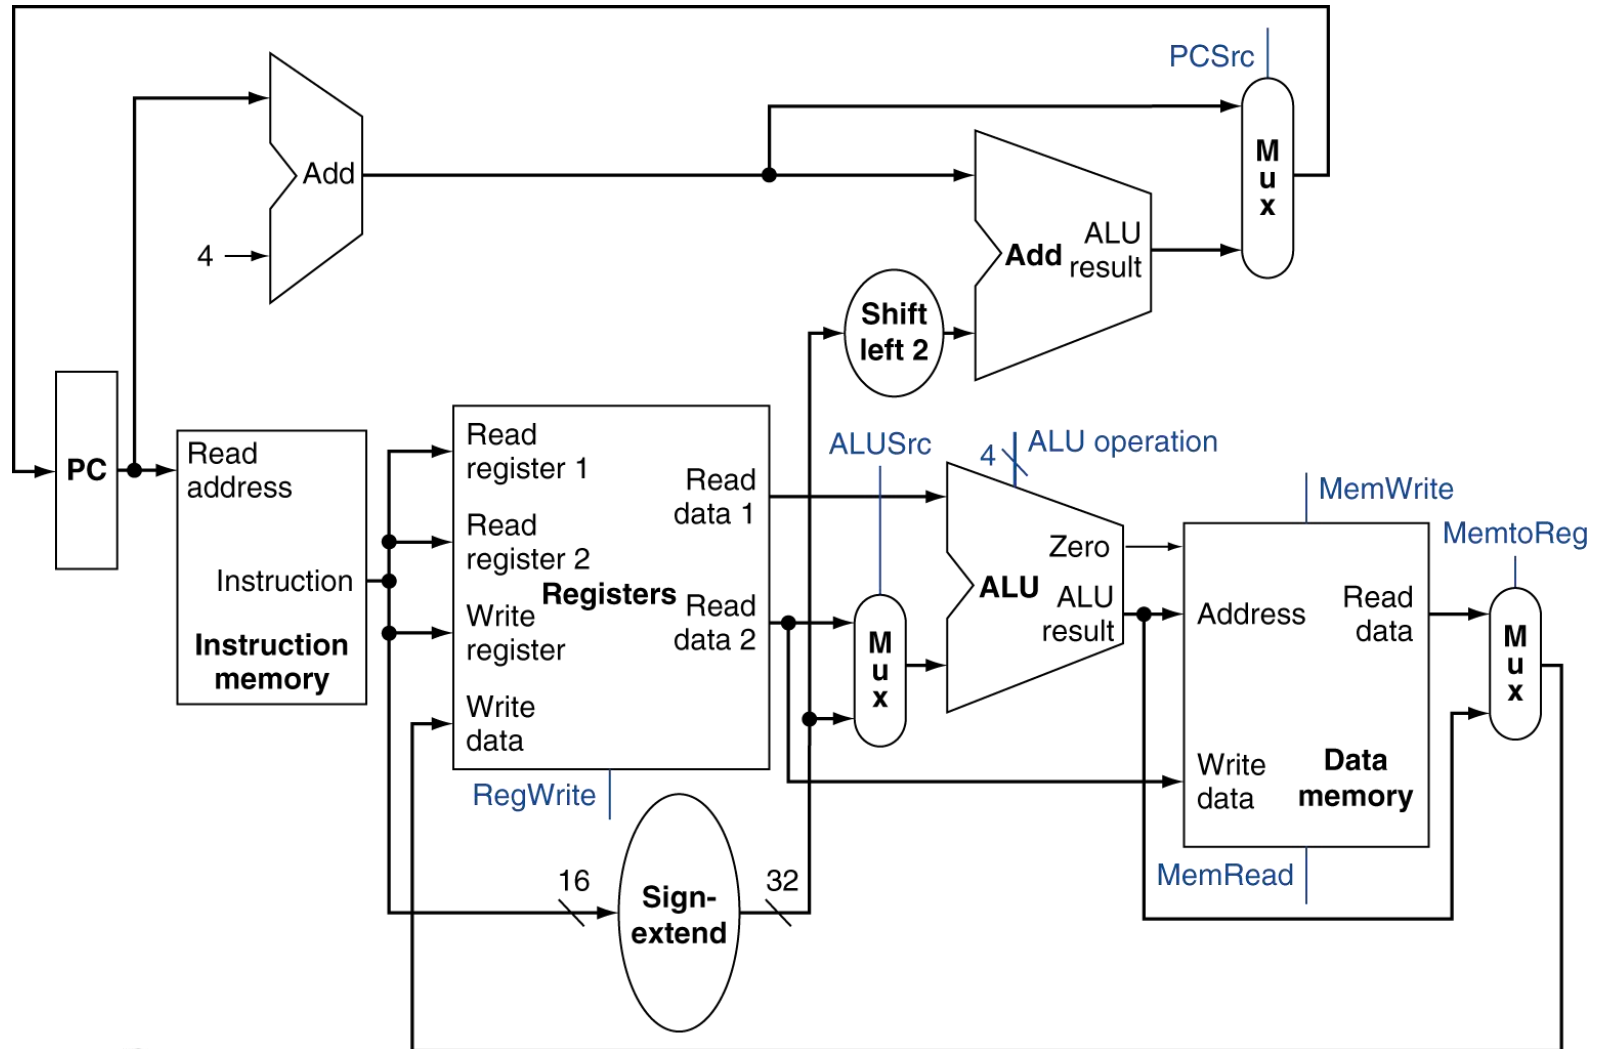 PCSrc
M
u
x
Add
4
Add
ALU
result
Shift
left 2
PC
Read
address
Instruction
Instruction
memory
Read
register 1
Read
register 2
Write
register
Write
data
Registers
Read
data 1
Read
data 2
RegWrite
16
Sign-
extend
32
ALUSrc
M
u
x
4
ALU operation
Zero
ALU
ALU
result
MemWrite
Address
Read
data
Write
data
Data
memory
MemRead
MemtoReg
M
u
x